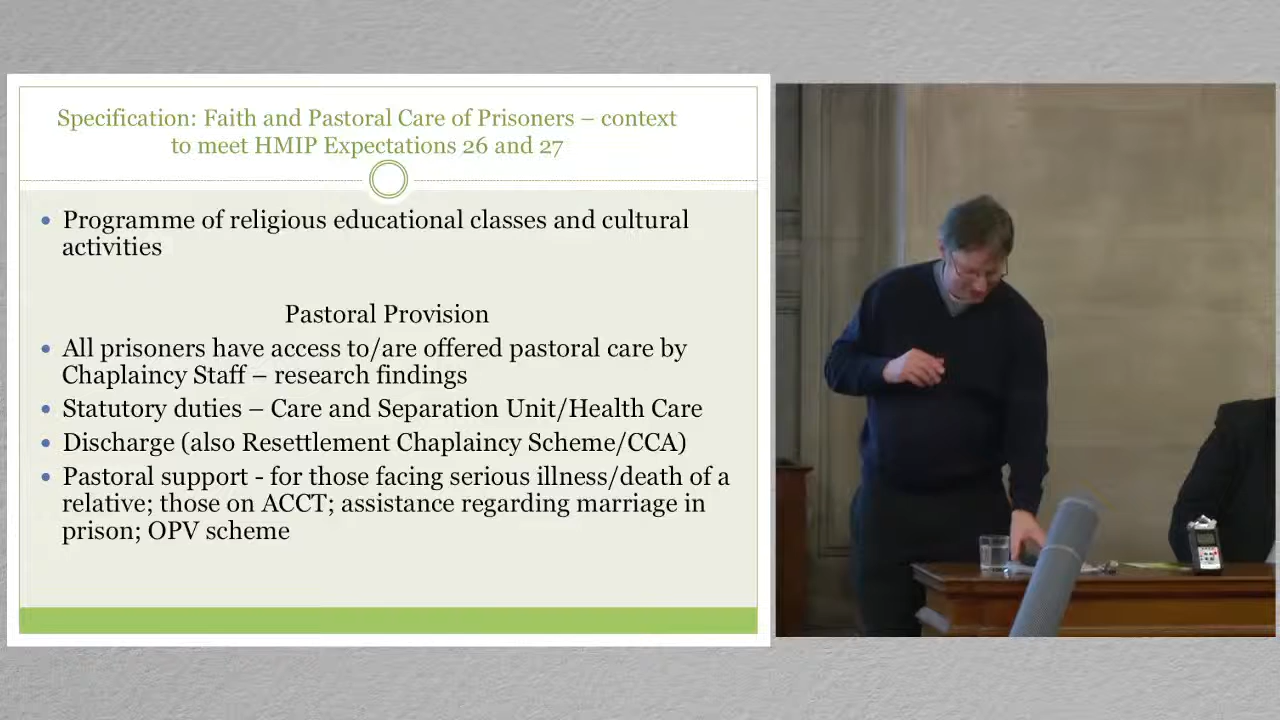 Specification: Faith and Pastoral Care of Prisoners – context
to meet HMIP Expectations 26 and 27
• Programme of religious educational classes and cultural
activities
Pastoral Provision
• All prisoners have access to/are offered pastoral care by
Chaplaincy Staff – research findings
• Statutory duties – Care and Separation Unit/Health Care
• Discharge (also Resettlement Chaplaincy Scheme/CCA)
• Pastoral support - for those facing serious illness/death of a
relative; those on ACCT; assistance regarding marriage in
prison; OPV scheme